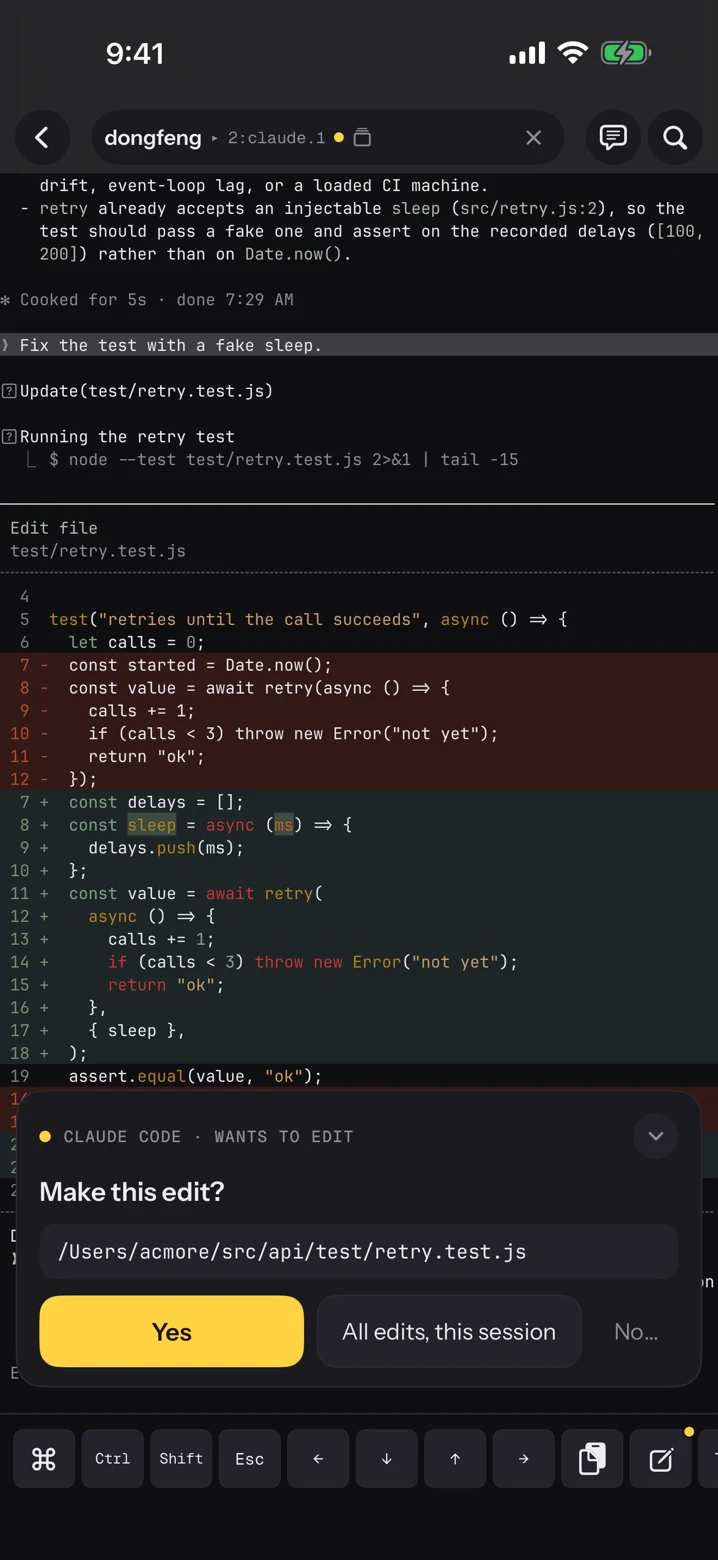 9:41
dongfeng ▸ 2:claude.1
drift, event-loop lag, or a loaded CI machine.
- retry already accepts an injectable sleep (src/retry.js:2), so the
test should pass a fake one and assert on the recorded delays ([100,
200]) rather than on Date.now().
✻ Cooked for 5s · done 7:29 AM
❯ Fix the test with a fake sleep.
Update(test/retry.test.js)
Running the retry test
⎿ $ node --test test/retry.test.js 2>&1 | tail -15
Edit file
test/retry.test.js
4
5 test("retries until the call succeeds", async () => {
6 let calls = 0;
7 - const started = Date.now();
8 - const value = await retry(async () => {
9 - calls += 1;
10 - if (calls < 3) throw new Error("not yet");
11 - return "ok";
12 - });
7 + const delays = [];
8 + const sleep = async (ms) => {
9 + delays.push(ms);
10 + };
11 + const value = await retry(
12 + async () => {
13 + calls += 1;
14 + if (calls < 3) throw new Error("not yet");
15 + return "ok";
16 + },
17 + { sleep },
18 + );
19 assert.equal(value, "ok");
CLAUDE CODE · WANTS TO EDIT
Make this edit?
/Users/acmore/src/api/test/retry.test.js
Yes
All edits, this session
No...
⌘ Ctrl Shift Esc ← ↓ ↑ →